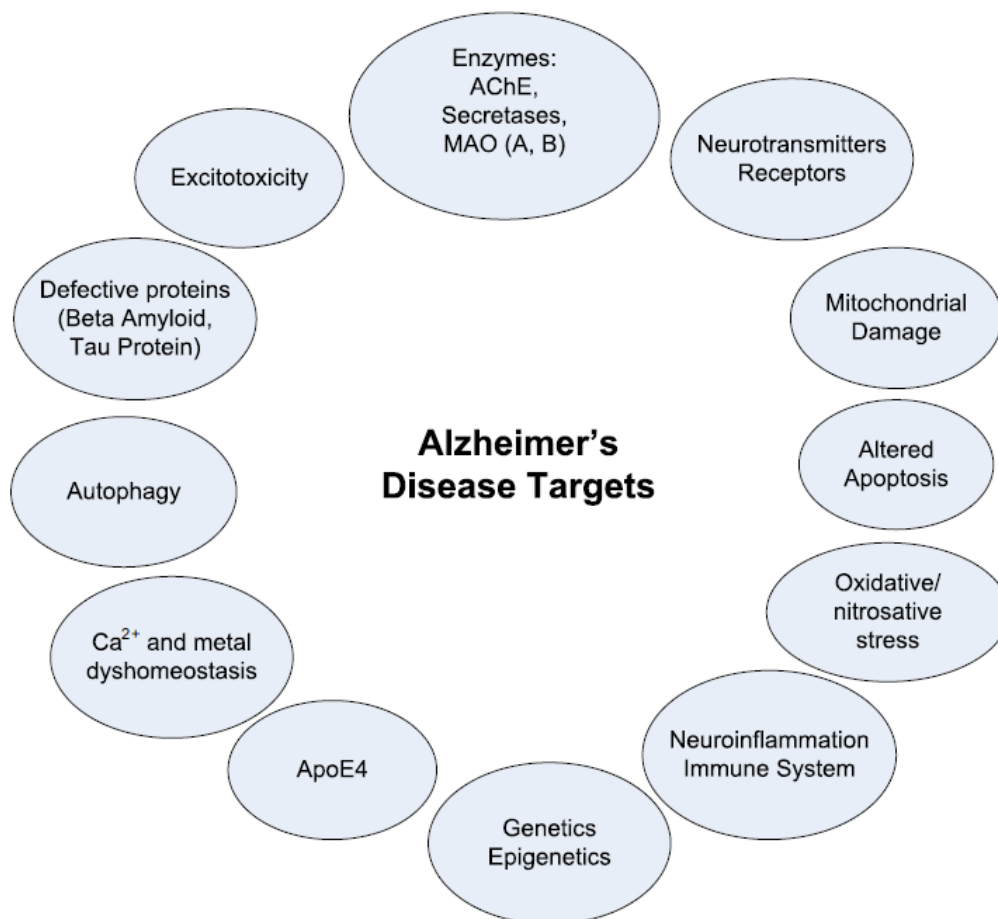 Enzymes:
AChE,
Secretases,
MAO (A, B)
Neurotransmitters
Receptors
Mitochondrial
Damage
Altered
Apoptosis
Oxidative/
nitrosative
stress
Neuroinflammation
Immune System
Genetics
Epigenetics
ApoE4
Ca²⁺ and metal
dyshomeostasis
Autophagy
Defective proteins
(Beta Amyloid,
Tau Protein)
Excitotoxicity
Alzheimer’s
Disease Targets